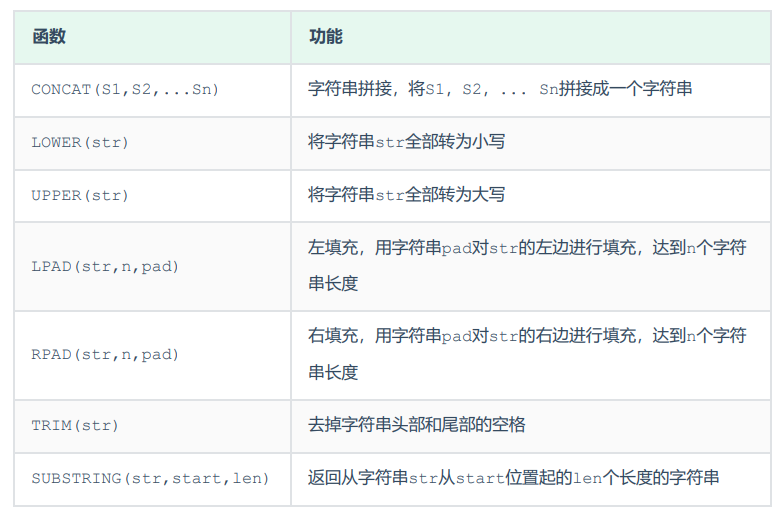 函数 功能
CONCAT(S1,S2,...Sn) 字符串拼接，将S1，S2，... Sn拼接成一个字符串
LOWER(str) 将字符串str全部转为小写
UPPER(str) 将字符串str全部转为大写
LPAD(str,n,pad) 左填充，用字符串pad对str的左边进行填充，达到n个字符
串长度
RPAD(str,n,pad) 右填充，用字符串pad对str的右边进行填充，达到n个字符
串长度
TRIM(str) 去掉字符串头部和尾部的空格
SUBSTRING(str,start,len) 返回从字符串str从start位置起的len个长度的字符串